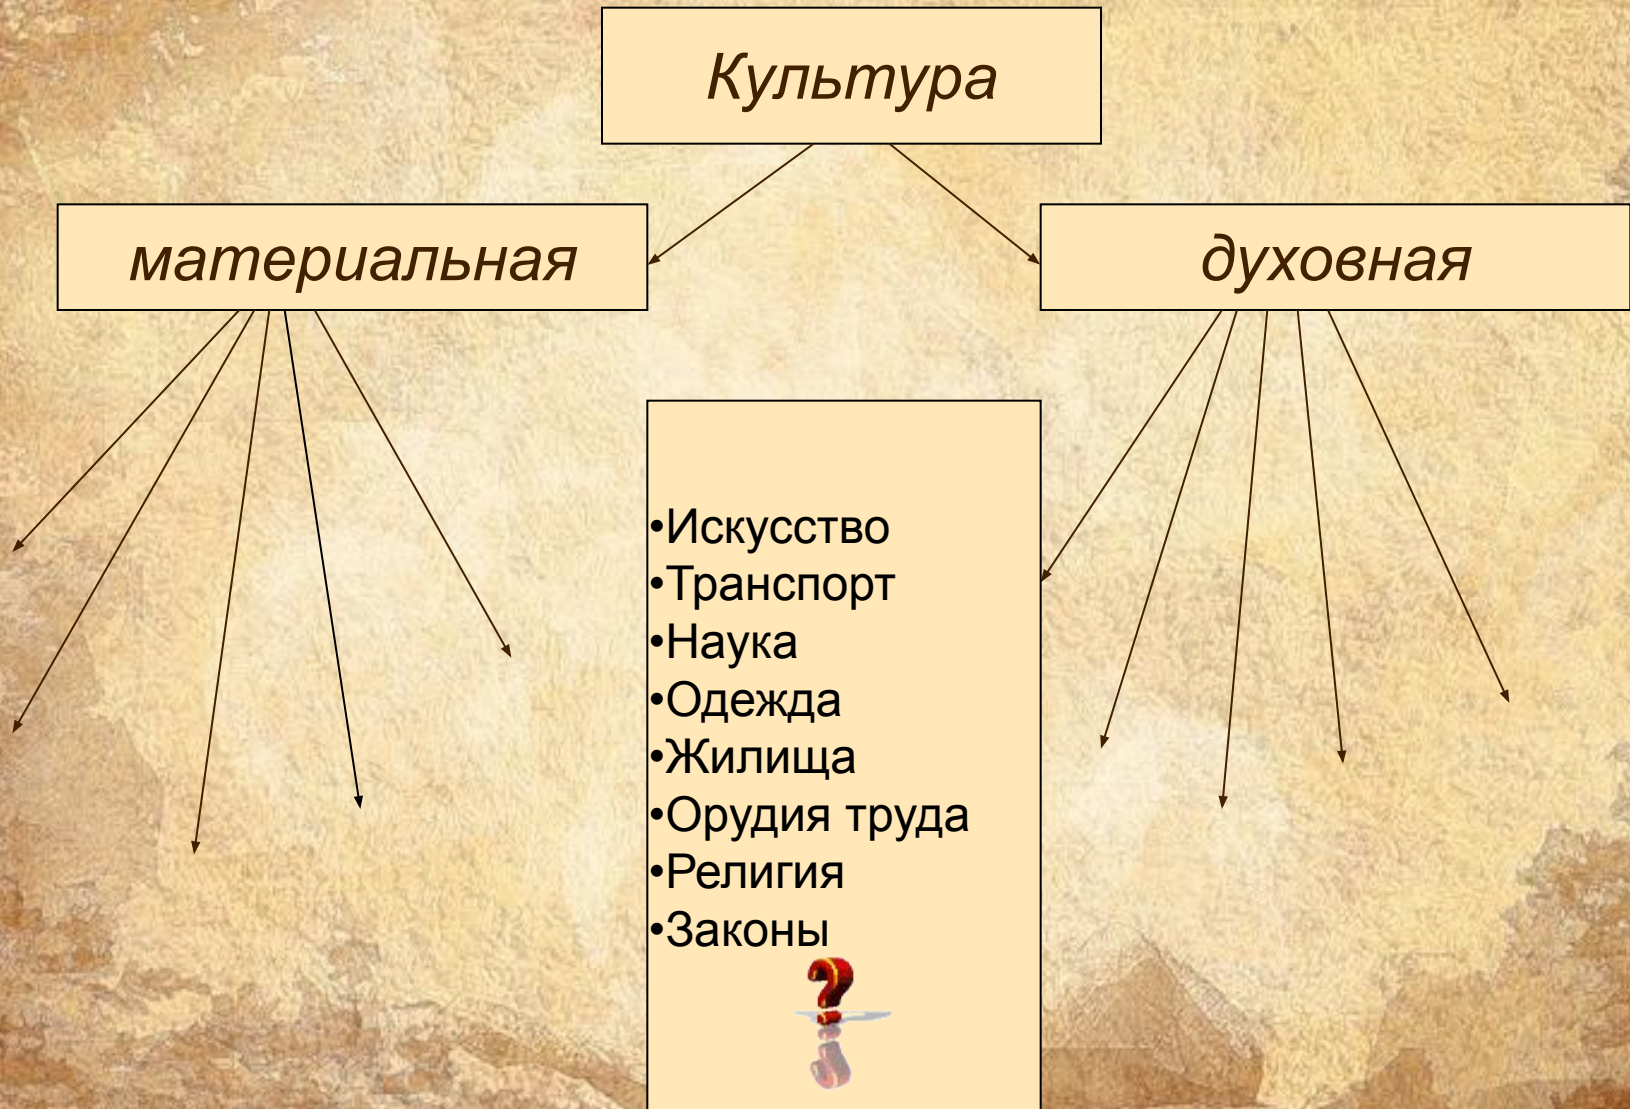 Культура
материальная
духовная
•Искусство
•Транспорт
•Наука
•Одежда
•Жилища
•Орудия труда
•Религия
•Законы
?